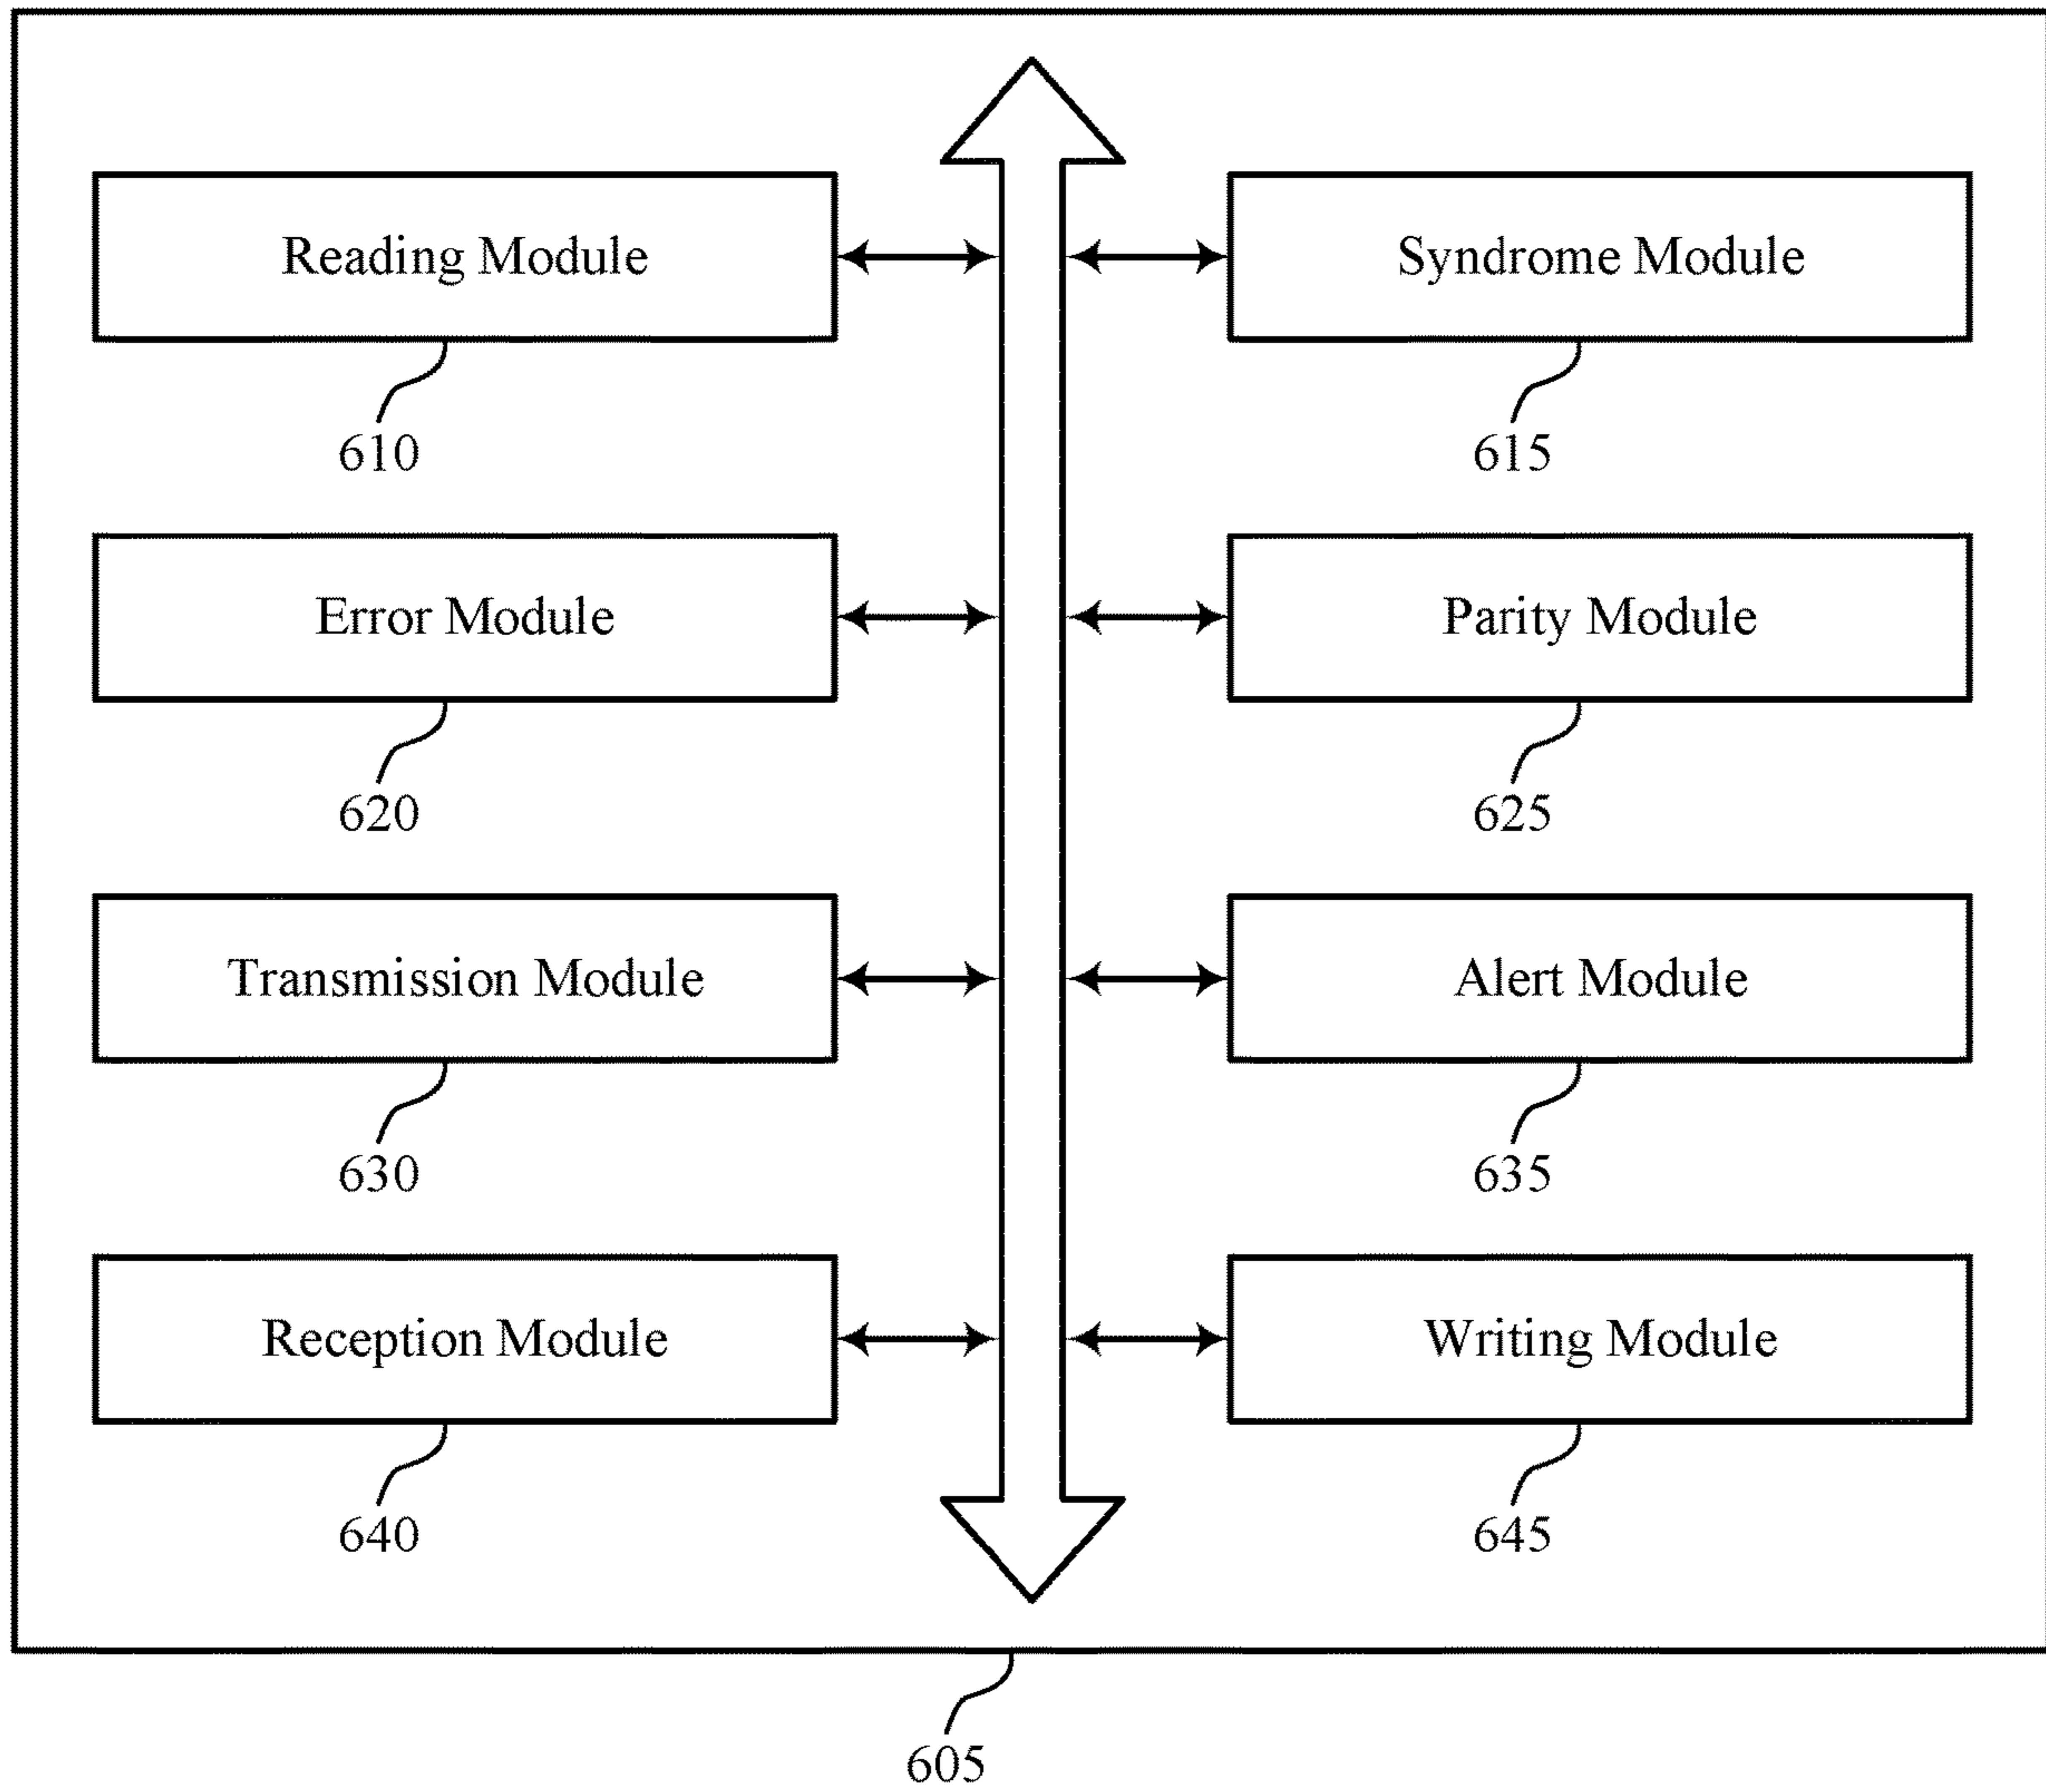 Reading Module
Syndrome Module
610
615
Error Module
Parity Module
620
625
Transmission Module
Alert Module
630
635
Reception Module
Writing Module
640
645
605